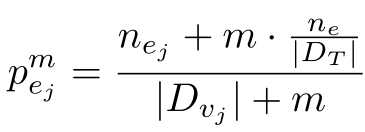 $p_{e_j}^{m} = \frac{n_{e_j} + m \cdot \frac{n_e}{|D_T|}}{|D_{v_j}| + m}$